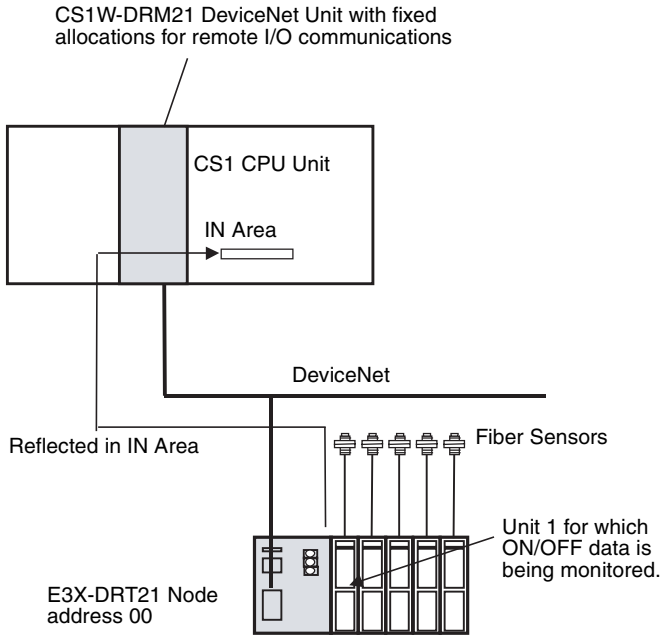 CS1W-DRM21 DeviceNet Unit with fixed
allocations for remote I/O communications
CS1 CPU Unit
IN Area
DeviceNet
Reflected in IN Area
Fiber Sensors
Unit 1 for which
ON/OFF data is
being monitored.
E3X-DRT21 Node
address 00